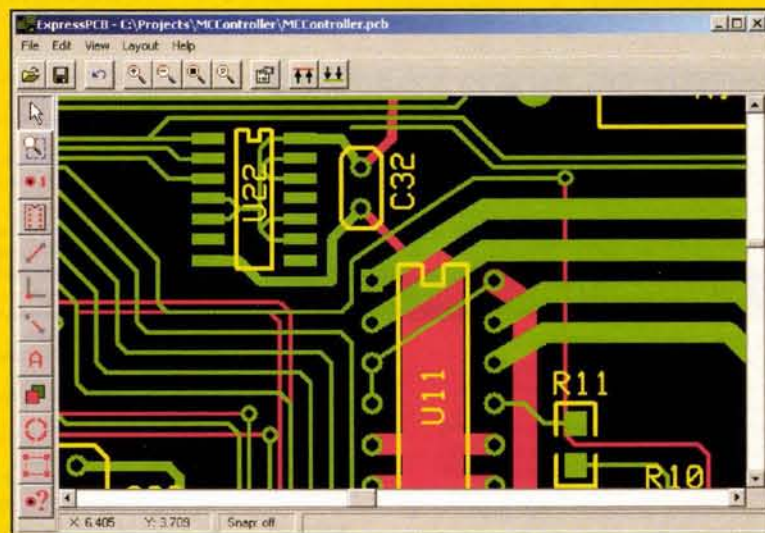 ExpressPCB - C:\Projects\MCController\MEController.pcb
File Edit View Layout Help
U22
C32
U11
R11
R10
X: 6.405 Y: 3.709 Snap: off